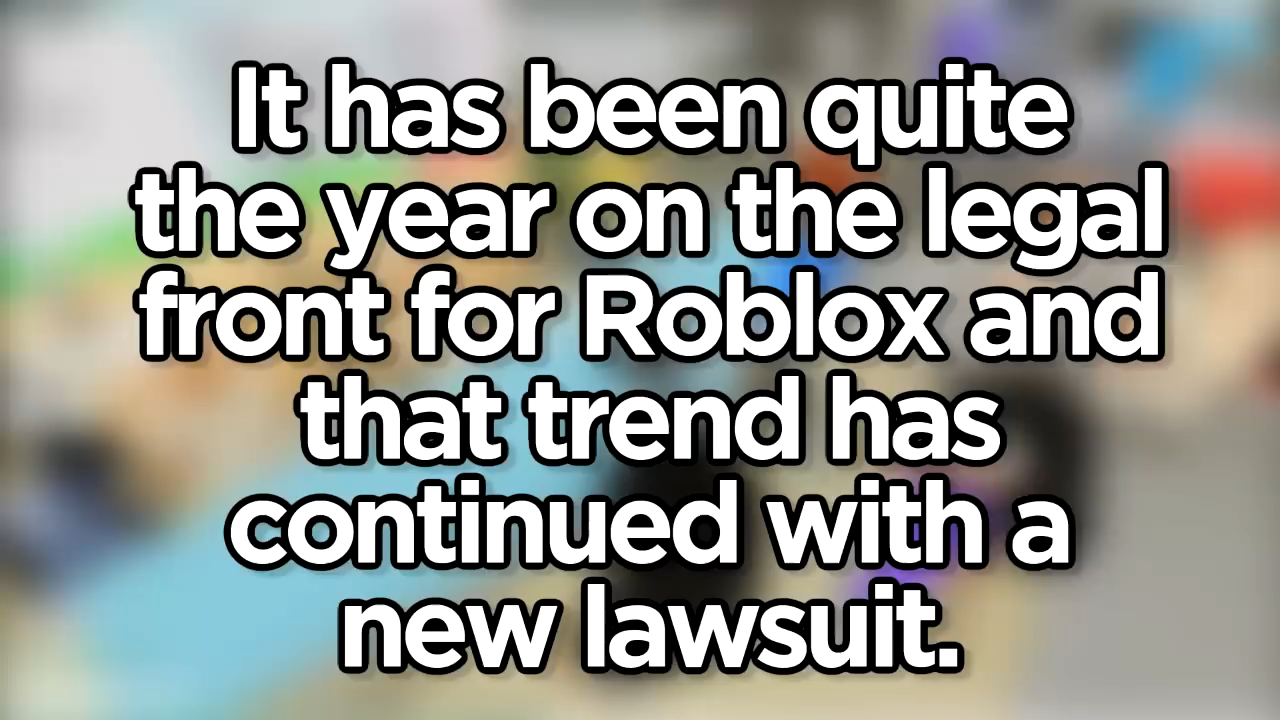 It has been quite
the year on the legal
front for Roblox and
that trend has
continued with a
new lawsuit.